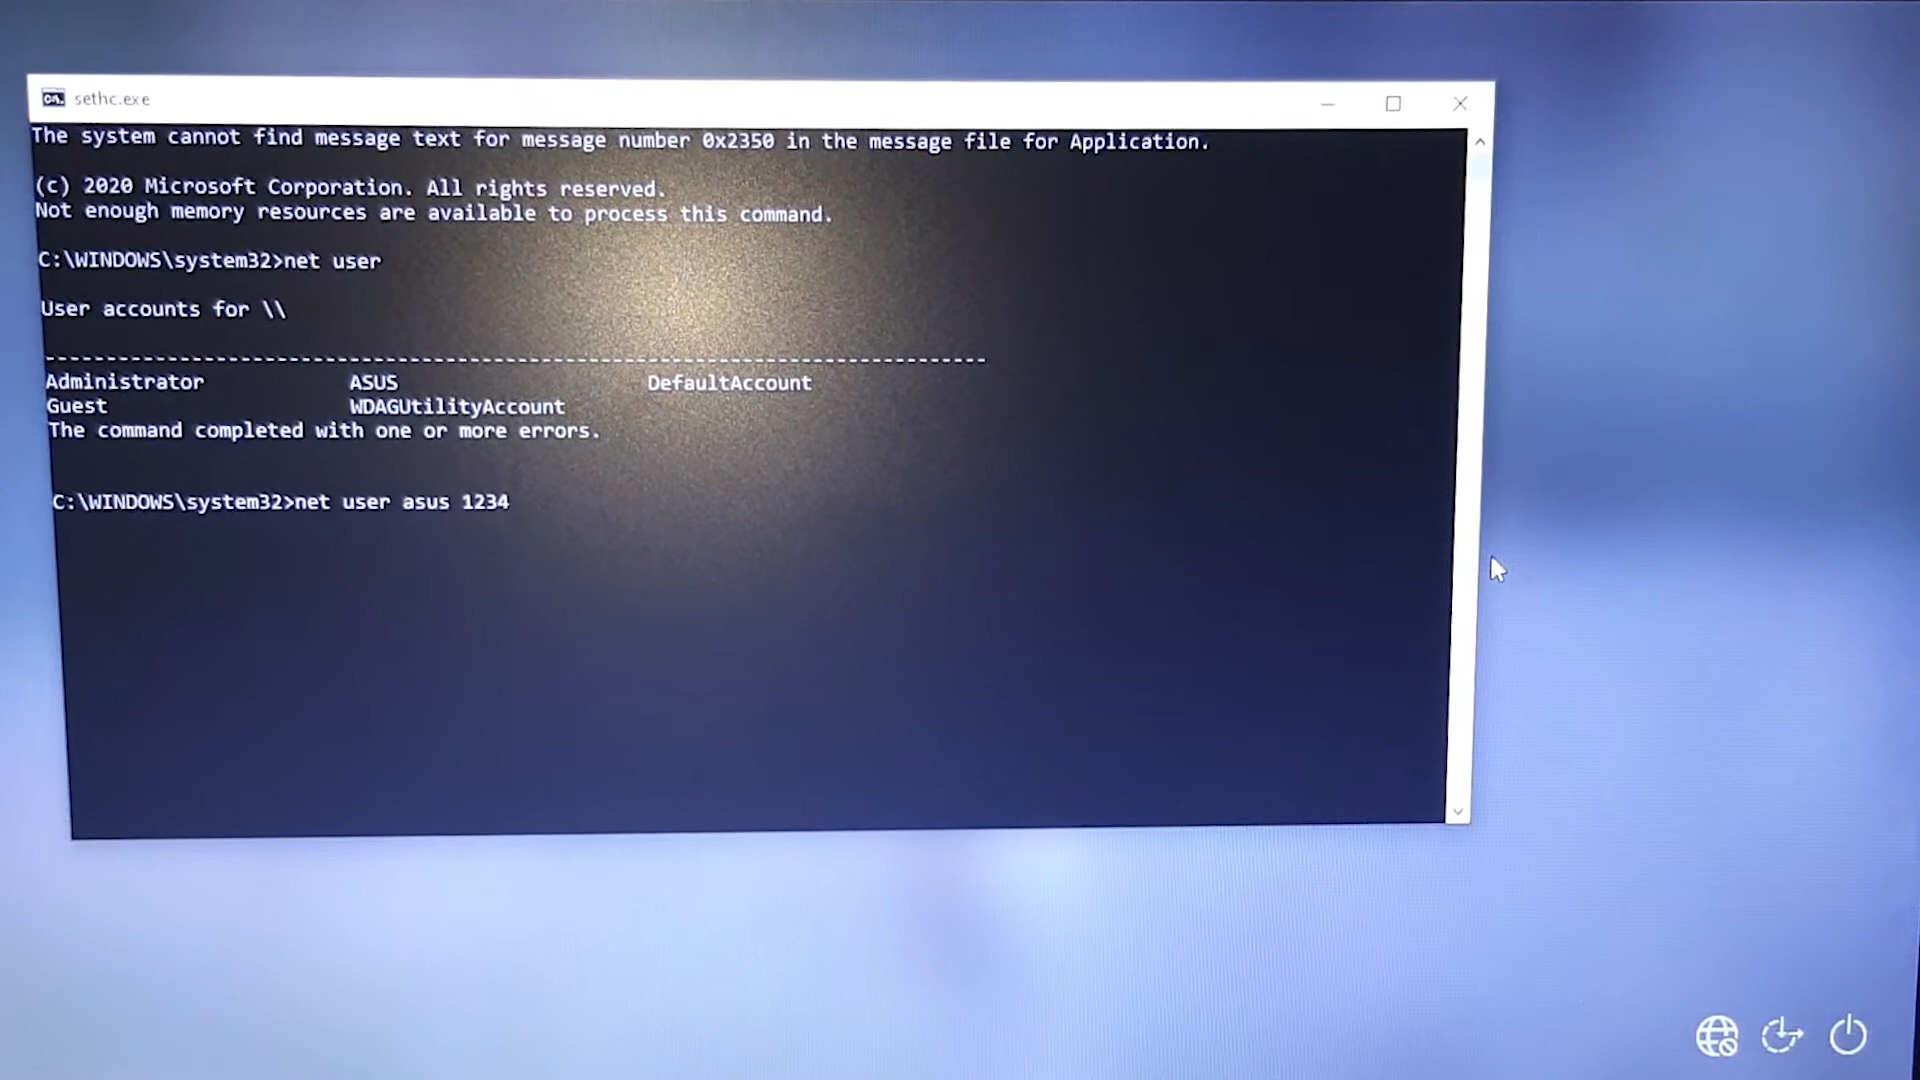 sethc.exe
The system cannot find message text for message number 0x2350 in the message file for Application.
(c) 2020 Microsoft Corporation. All rights reserved.
Not enough memory resources are available to process this command.
C:\WINDOWS\system32>net user
User accounts for \\
-------------------------------------------------------------------------------
Administrator ASUS DefaultAccount
Guest WDAGUtilityAccount
The command completed with one or more errors.
C:\WINDOWS\system32>net user asus 1234